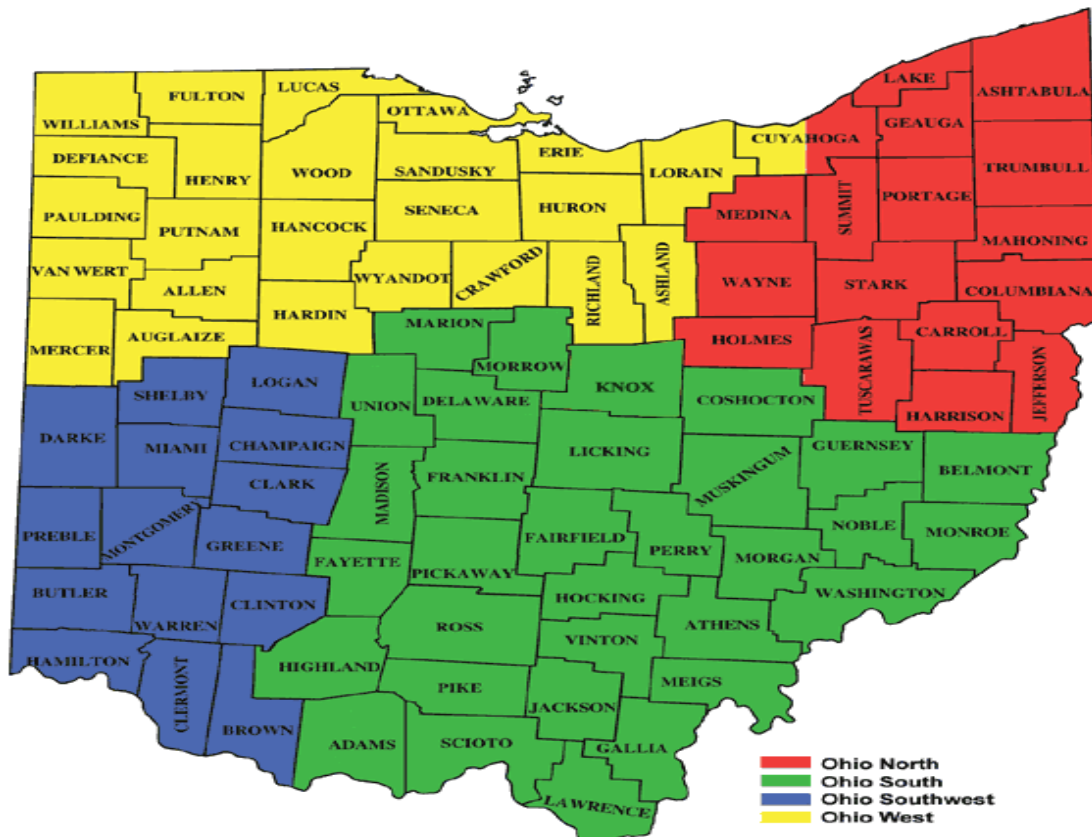 LAKE
ASHTABULA
LUCAS
FULTON
OTTAWA
GEAUGA
WILLIAMS
CUYAHOGA
ERIE
DEFIANCE
TRUMBULL
WOOD
SANDUSKY
LORAIN
HENRY
SUMMIT
PORTAGE
SENECA
HURON
MEDINA
PAULDING
HANCOCK
PUTNAM
MAHONING
VAN WERT
WYANDOT
CRAWFORD
RICHLAND
ASHLAND
WAYNE
STARK
ALLEN
COLUMBIANA
HARDIN
MARION
CARROLL
AUGLAIZE
HOLMES
MERCER
TUSCARAWAS
JEFFERSON
MORROW
LOGAN
KNOX
SHELBY
UNION
DELAWARE
COSHOCTON
HARRISON
DARKE
MIAMI
CHAMPAIGN
LICKING
GUERNSEY
BELMONT
FRANKLIN
MUSKINGUM
CLARK
MADISON
PREBLE
MONTGOMERY
NOBLE
MONROE
GREENE
FAIRFIELD
PERRY
FAYETTE
MORGAN
PICKAWAY
BUTLER
WASHINGTON
CLINTON
HOCKING
WARREN
ROSS
ATHENS
VINTON
HAMILTON
HIGHLAND
MEIGS
CLERMONT
PIKE
JACKSON
BROWN
ADAMS
SCIOTO
GALLIA
LAWRENCE
Ohio North
Ohio South
Ohio Southwest
Ohio West